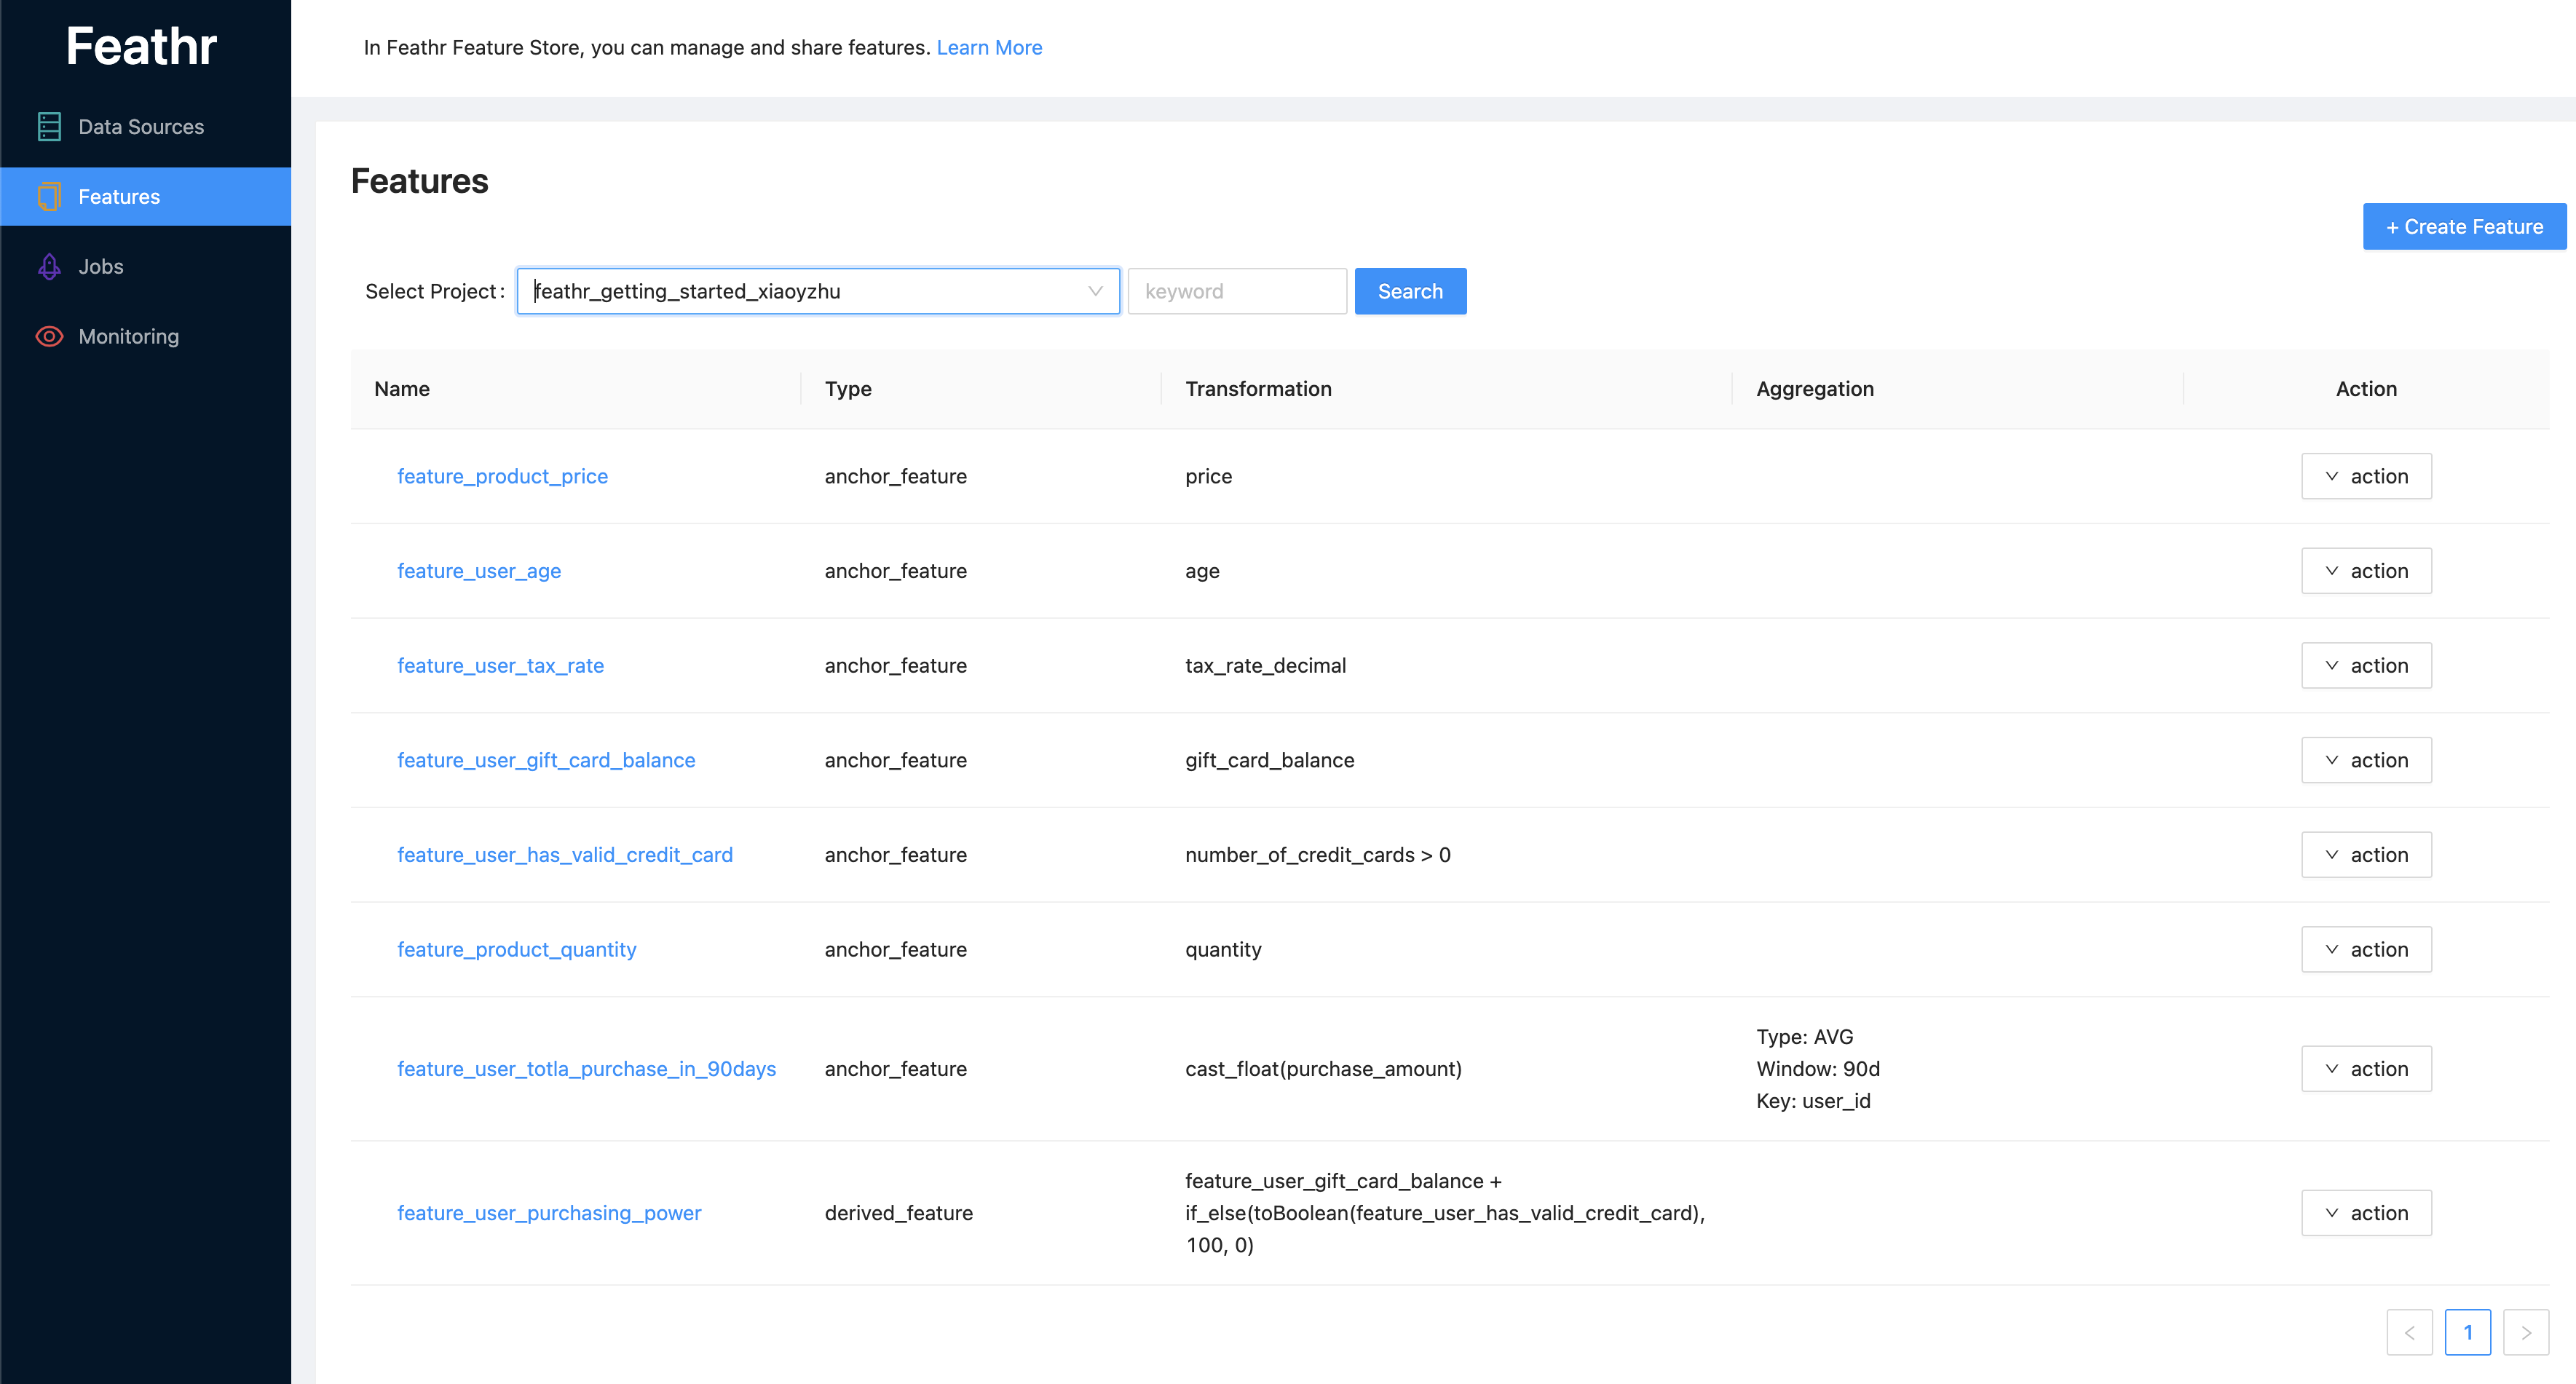 Feathr
Data Sources
Features
Jobs
Monitoring
In Feathr Feature Store, you can manage and share features. Learn More
Features
+ Create Feature
Select Project: feathr_getting_started_xiaoyzhu keyword Search
Name Type Transformation Aggregation Action
feature_product_price anchor_feature price action
feature_user_age anchor_feature age action
feature_user_tax_rate anchor_feature tax_rate_decimal action
feature_user_gift_card_balance anchor_feature gift_card_balance action
feature_user_has_valid_credit_card anchor_feature number_of_credit_cards > 0 action
feature_product_quantity anchor_feature quantity action
feature_user_totla_purchase_in_90days anchor_feature cast_float(purchase_amount)
Type: AVG
Window: 90d
Key: user_id
action
feature_user_purchasing_power derived_feature
feature_user_gift_card_balance +
if_else(toBoolean(feature_user_has_valid_credit_card),
100, 0)
action
< 1 >